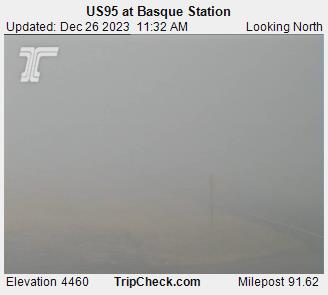 US95 at Basque Station
Updated: Dec 26 2023 11:32 AM Looking North
Elevation 4460 TripCheck.com Milepost 91.62